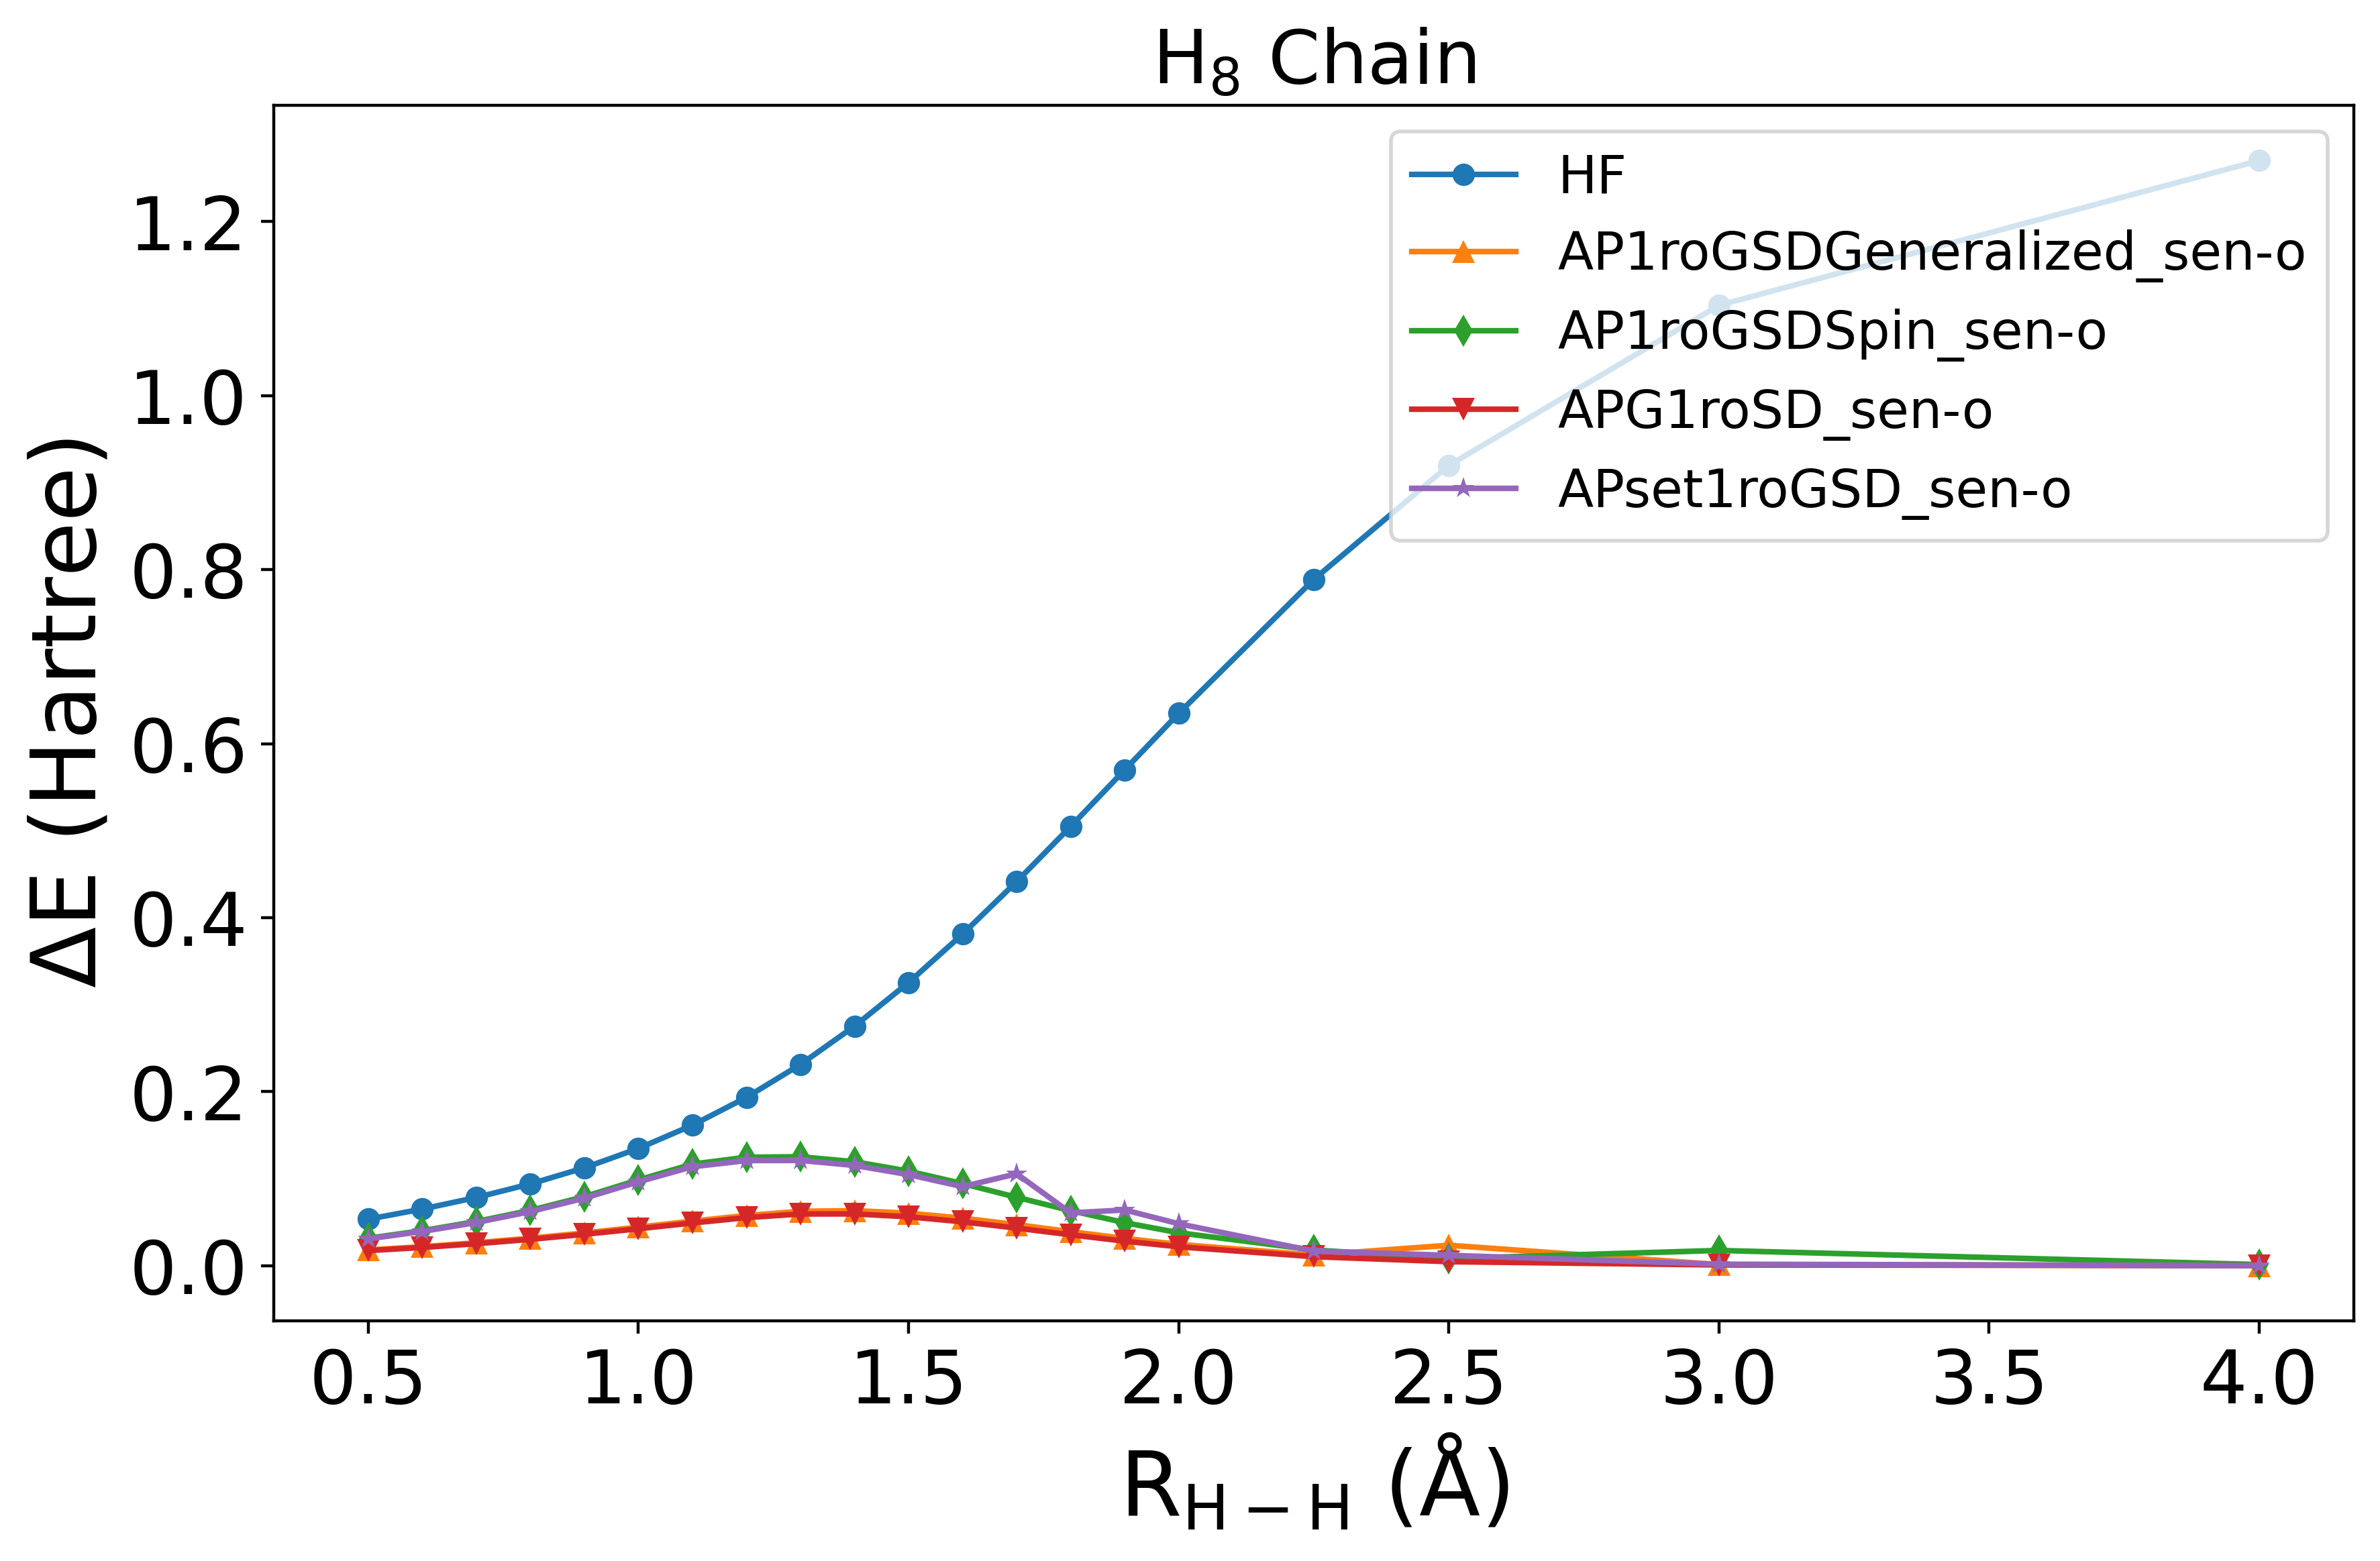 H₈ Chain
ΔE (Hartree)
1.2
1.0
0.8
0.6
0.4
0.2
0.0
HF
AP1roGSDGeneralized_sen-o
AP1roGSDSpin_sen-o
APG1roSD_sen-o
APset1roGSD_sen-o
0.5 1.0 1.5 2.0 2.5 3.0 3.5 4.0
R_H−H (Å)